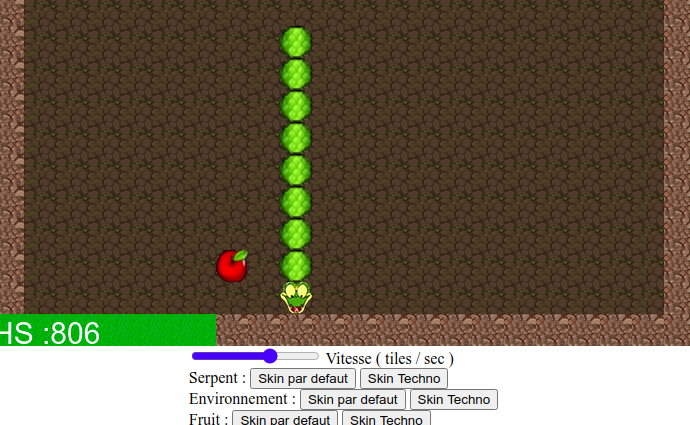 HS :806
Vitesse ( tiles / sec )
Serpent : Skin par defaut Skin Techno
Environnement : Skin par defaut Skin Techno
Fruit : Skin par defaut Skin Techno